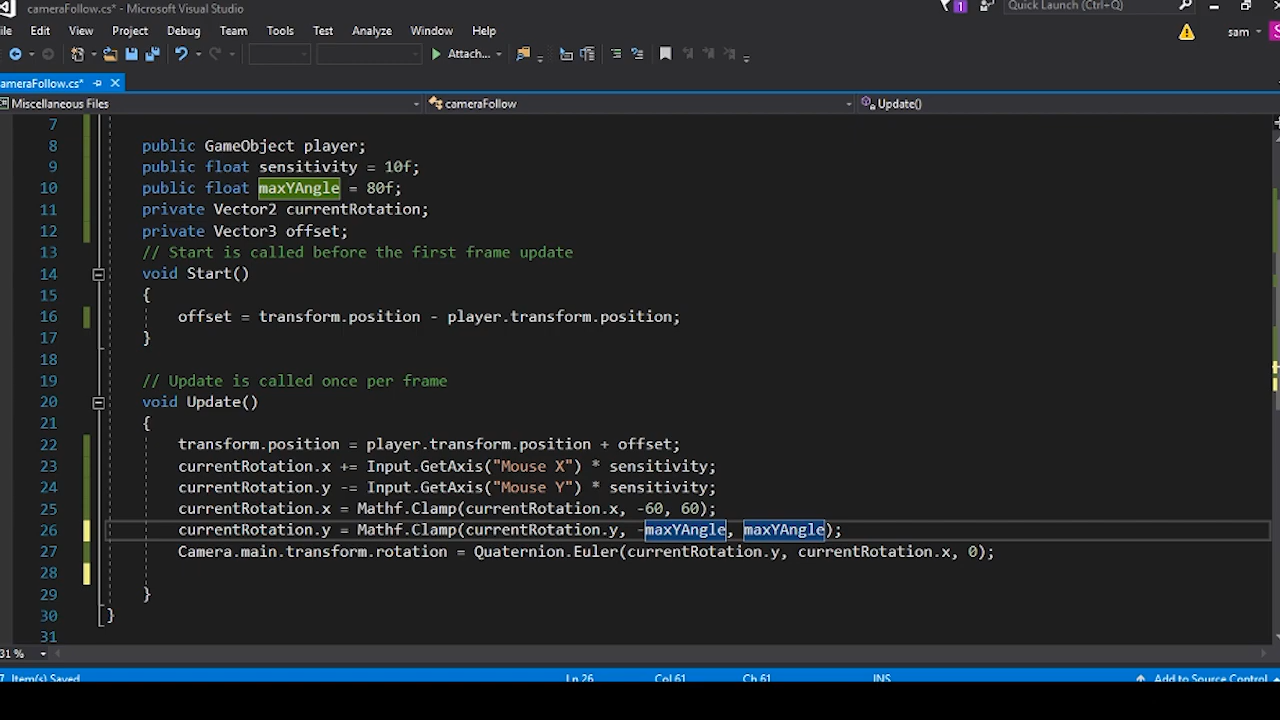 cameraFollow.cs* - Microsoft Visual Studio
Quick Launch (Ctrl+Q)
1
ile Edit View Project Debug Team Tools Test Analyze Window Help
sam
S
Attach...
ameraFollow.cs*
Miscellaneous Files cameraFollow Update()
7
8 public GameObject player;
9 public float sensitivity = 10f;
10 public float maxYAngle = 80f;
11 private Vector2 currentRotation;
12 private Vector3 offset;
13 // Start is called before the first frame update
14 void Start()
15 {
16 offset = transform.position - player.transform.position;
17 }
18
19 // Update is called once per frame
20 void Update()
21 {
22 transform.position = player.transform.position + offset;
23 currentRotation.x += Input.GetAxis("Mouse X") * sensitivity;
24 currentRotation.y -= Input.GetAxis("Mouse Y") * sensitivity;
25 currentRotation.x = Mathf.Clamp(currentRotation.x, -60, 60);
26 currentRotation.y = Mathf.Clamp(currentRotation.y, -maxYAngle, maxYAngle);
27 Camera.main.transform.rotation = Quaternion.Euler(currentRotation.y, currentRotation.x, 0);
28
29 }
30 }
31
31 %
Item(s) Saved Ln 26 Col 61 Ch 61 INS Add to Source Control